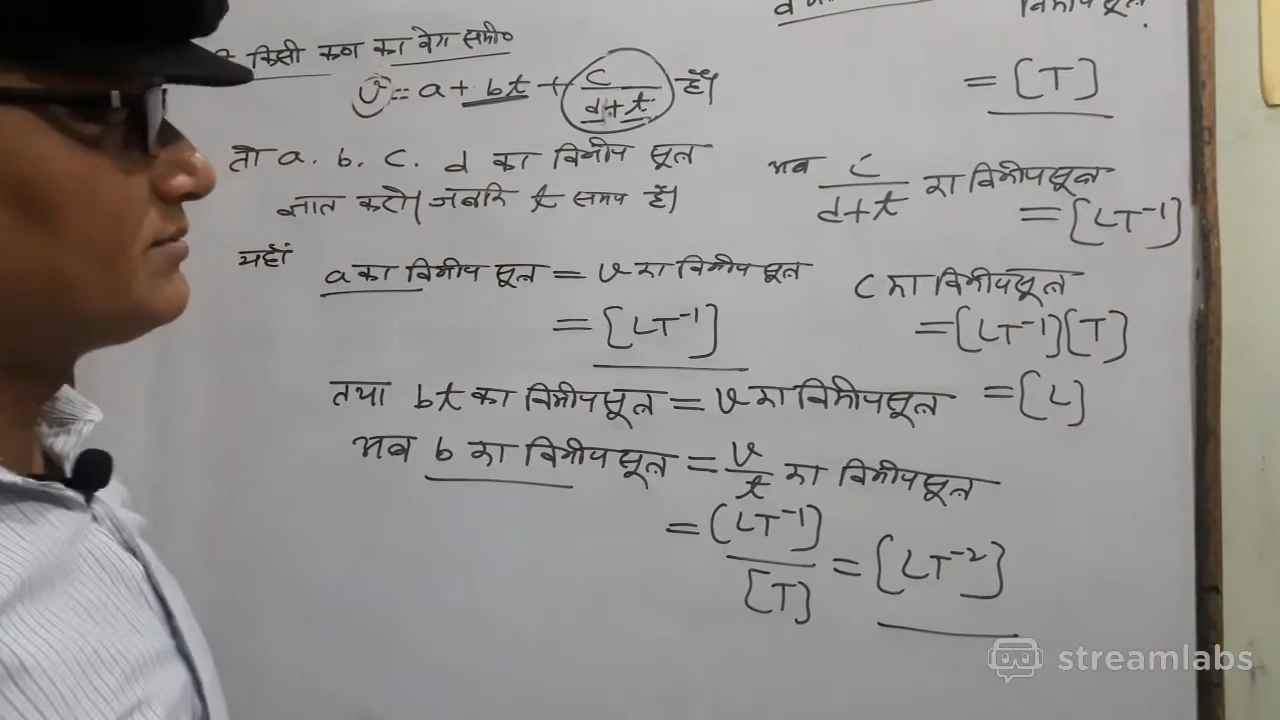 किसी कण का वेग समी०
v = a + bt + c/(d+t) है।
तो a. b. c. d का विमीय सूत्र
ज्ञात करो। जबकि t समय है।
यहाँ a का विमीय सूत्र = v का विमीय सूत्र
= [LT⁻¹]
तथा bt का विमीय सूत्र = v का विमीय सूत्र
अब b का विमीय सूत्र = v/t का विमीय सूत्र
= [LT⁻¹]/[T] = [LT⁻²]
विमीय सूत्र
= [T]
अब c/(d+t) का विमीय सूत्र
= [LT⁻¹]
C का विमीय सूत्र
= [LT⁻¹][T]
= [L]
streamlabs